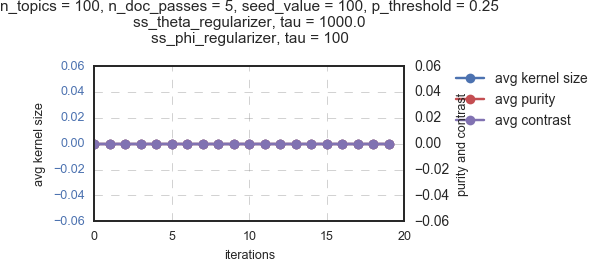 n_topics = 100, n_doc_passes = 5, seed_value = 100, p_threshold = 0.25
ss_theta_regularizer, tau = 1000.0
ss_phi_regularizer, tau = 100
avg kernel size
0.06
0.04
0.02
0.00
−0.02
−0.04
−0.06
0
5
10
15
20
iterations
0.06
0.04
0.02
0.00
−0.02
−0.04
−0.06
purity and contrast
avg kernel size
avg purity
avg contrast